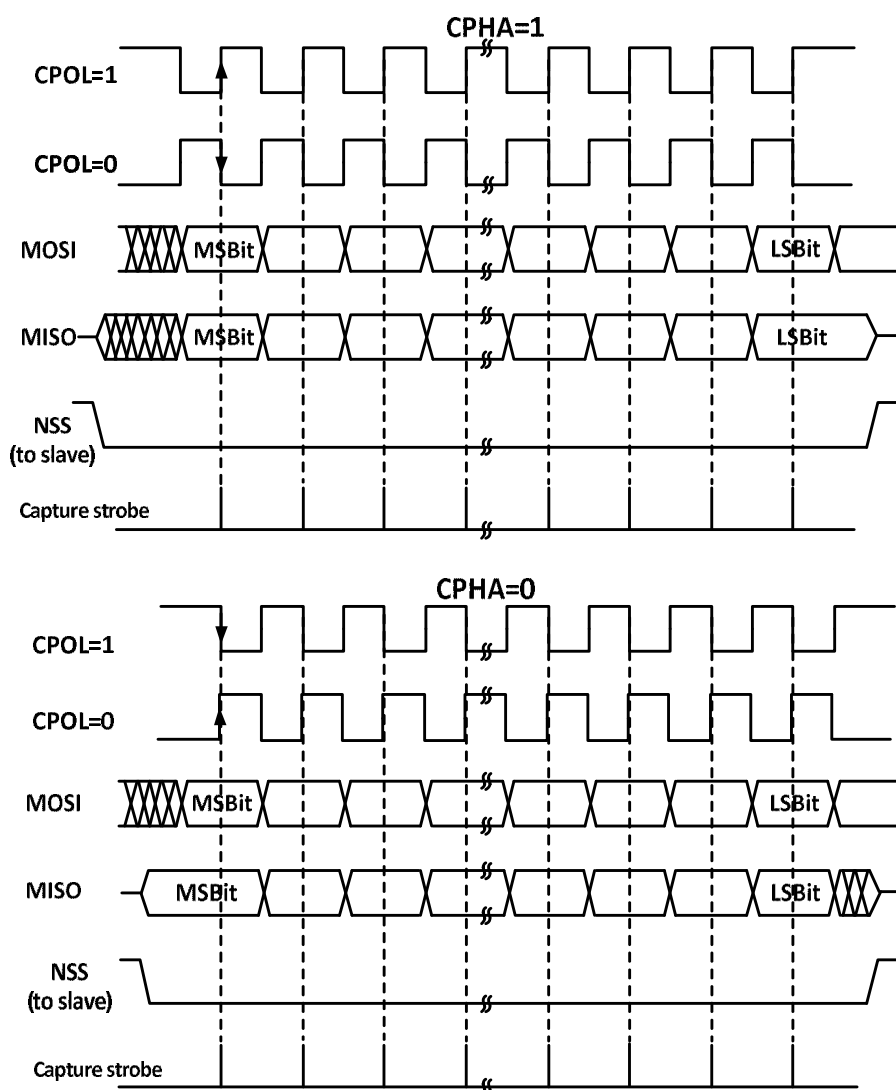 CPHA=1
CPOL=1
CPOL=0
MOSI
MSBit
LSBit
MISO
MSBit
LSBit
NSS
(to slave)
Capture strobe
CPHA=0
CPOL=1
CPOL=0
MOSI
MSBit
LSBit
MISO
MSBit
LSBit
NSS
(to slave)
Capture strobe